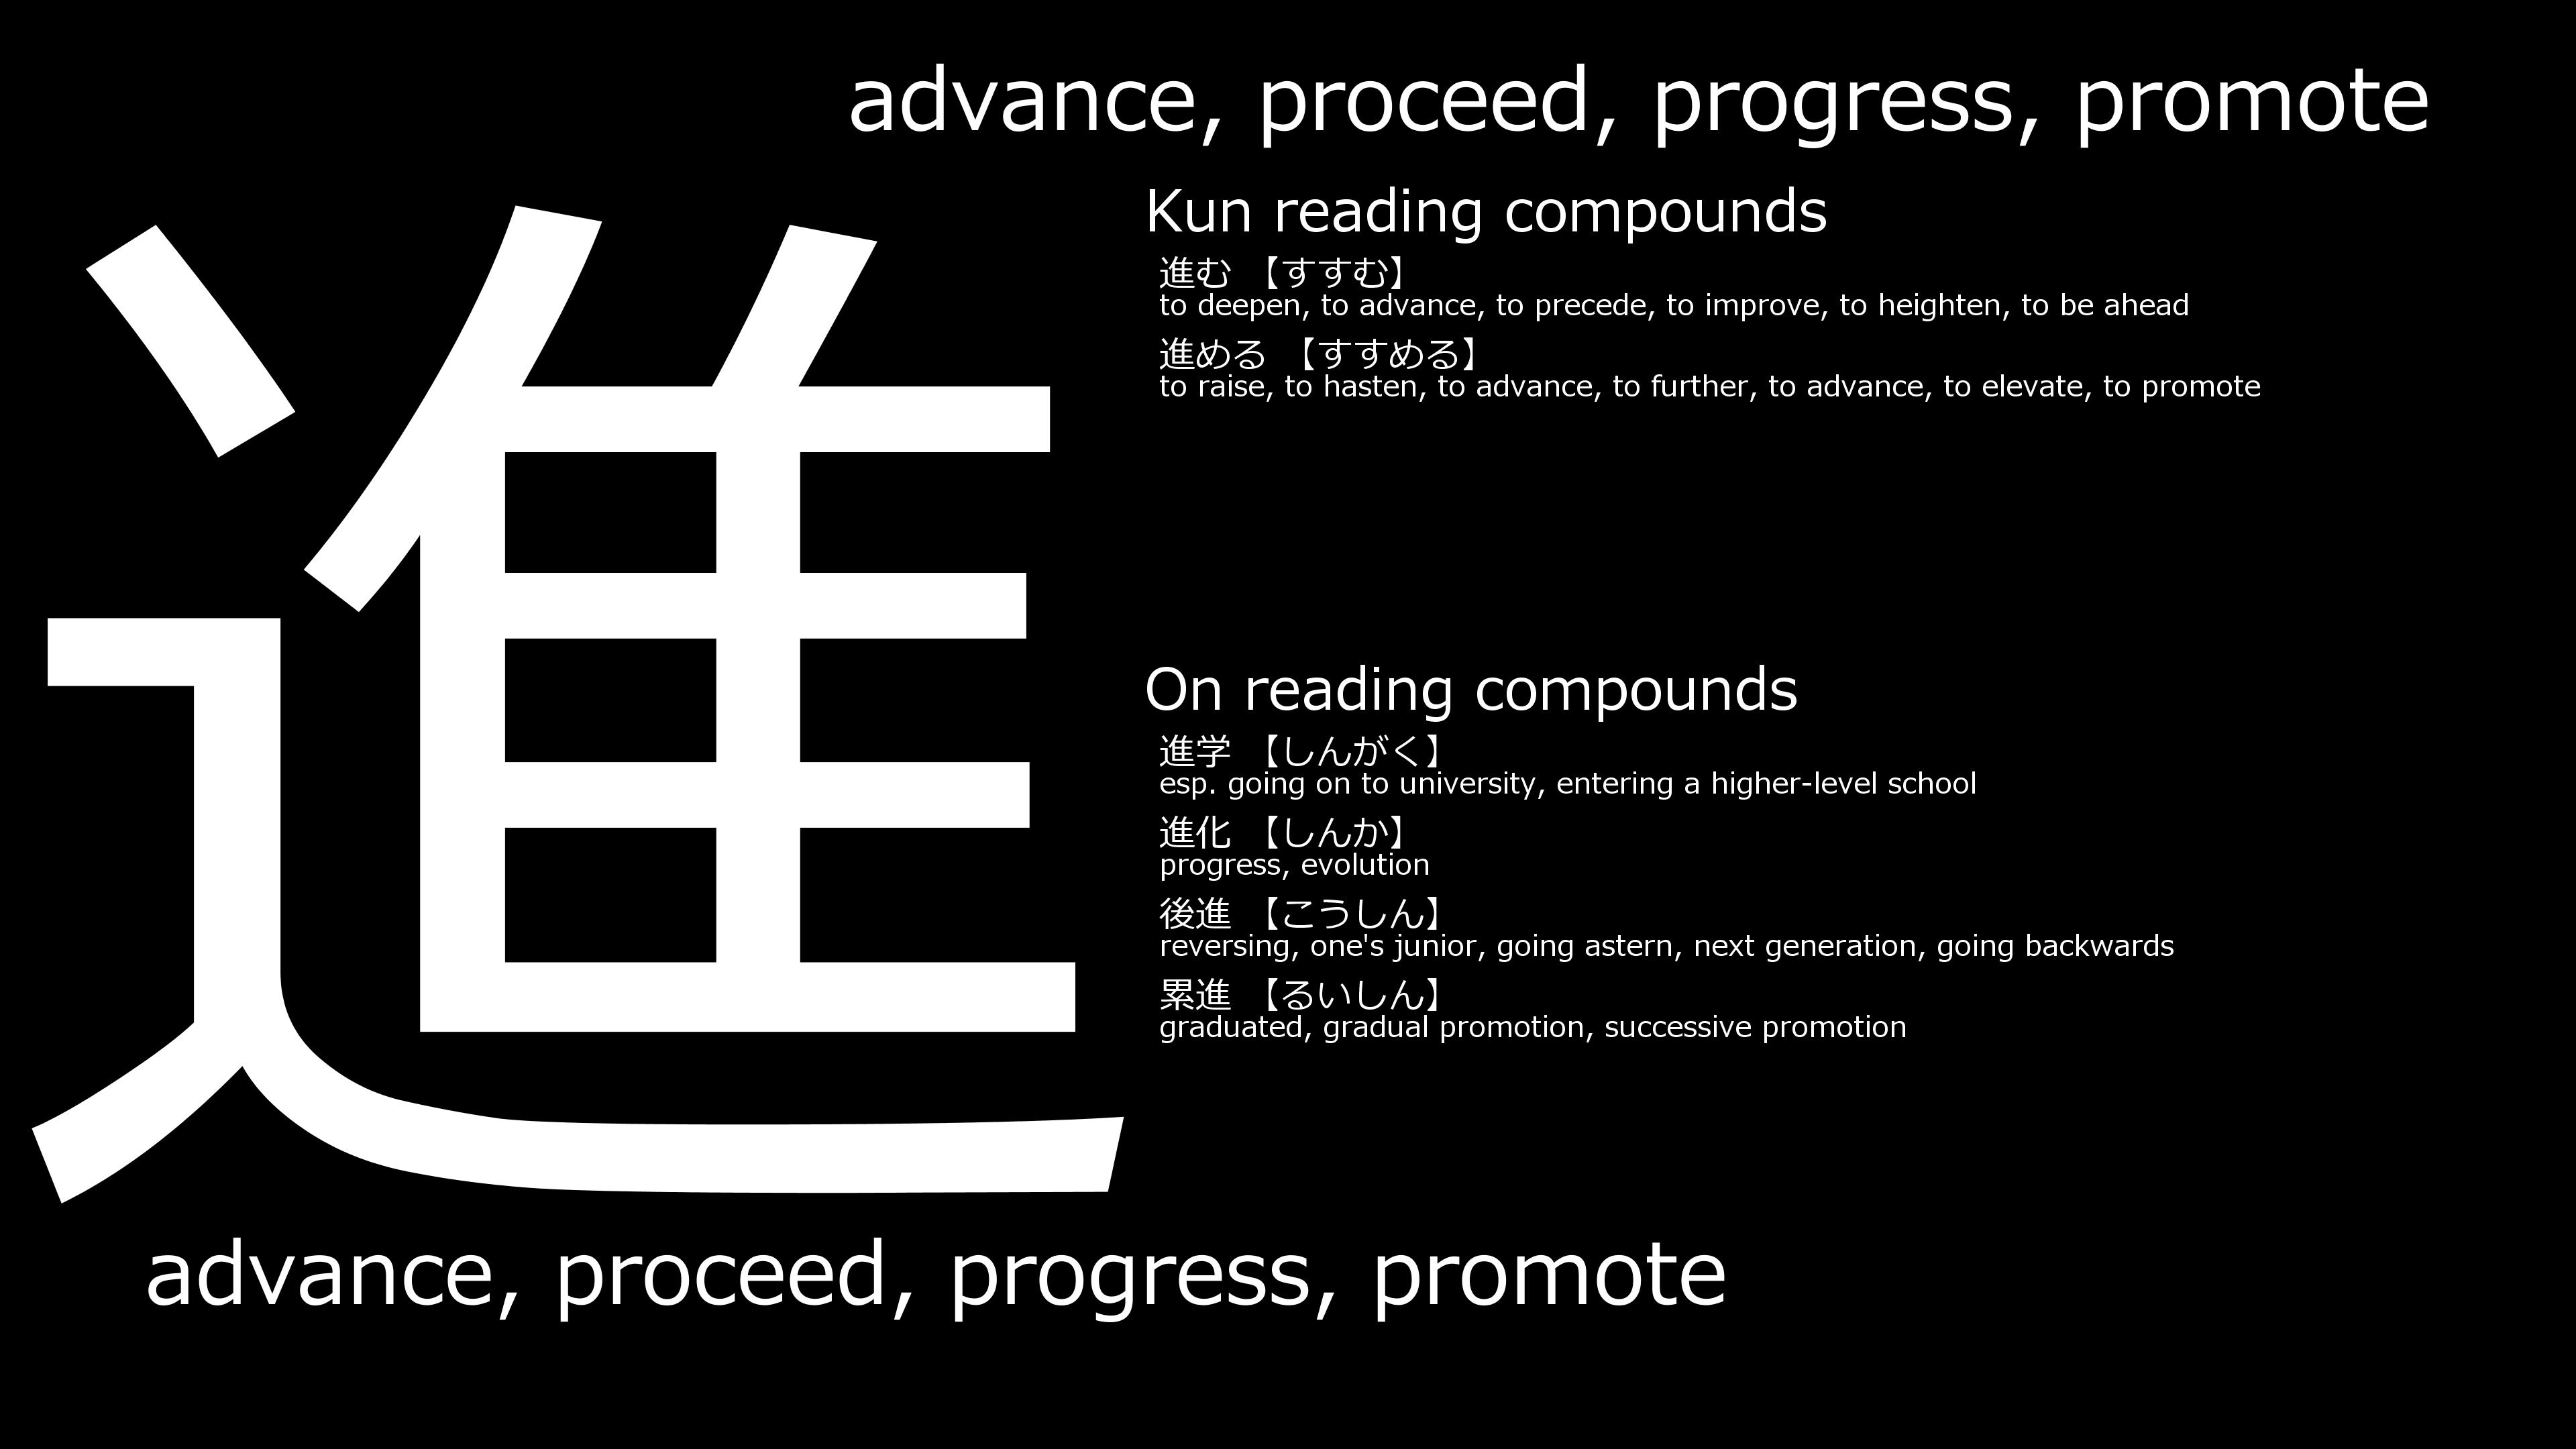 advance, proceed, progress, promote
進
Kun reading compounds
進む 【すすむ】
to deepen, to advance, to precede, to improve, to heighten, to be ahead
進める 【すすめる】
to raise, to hasten, to advance, to further, to advance, to elevate, to promote
On reading compounds
進学 【しんがく】
esp. going on to university, entering a higher-level school
進化 【しんか】
progress, evolution
後進 【こうしん】
reversing, one's junior, going astern, next generation, going backwards
累進 【るいしん】
graduated, gradual promotion, successive promotion
advance, proceed, progress, promote